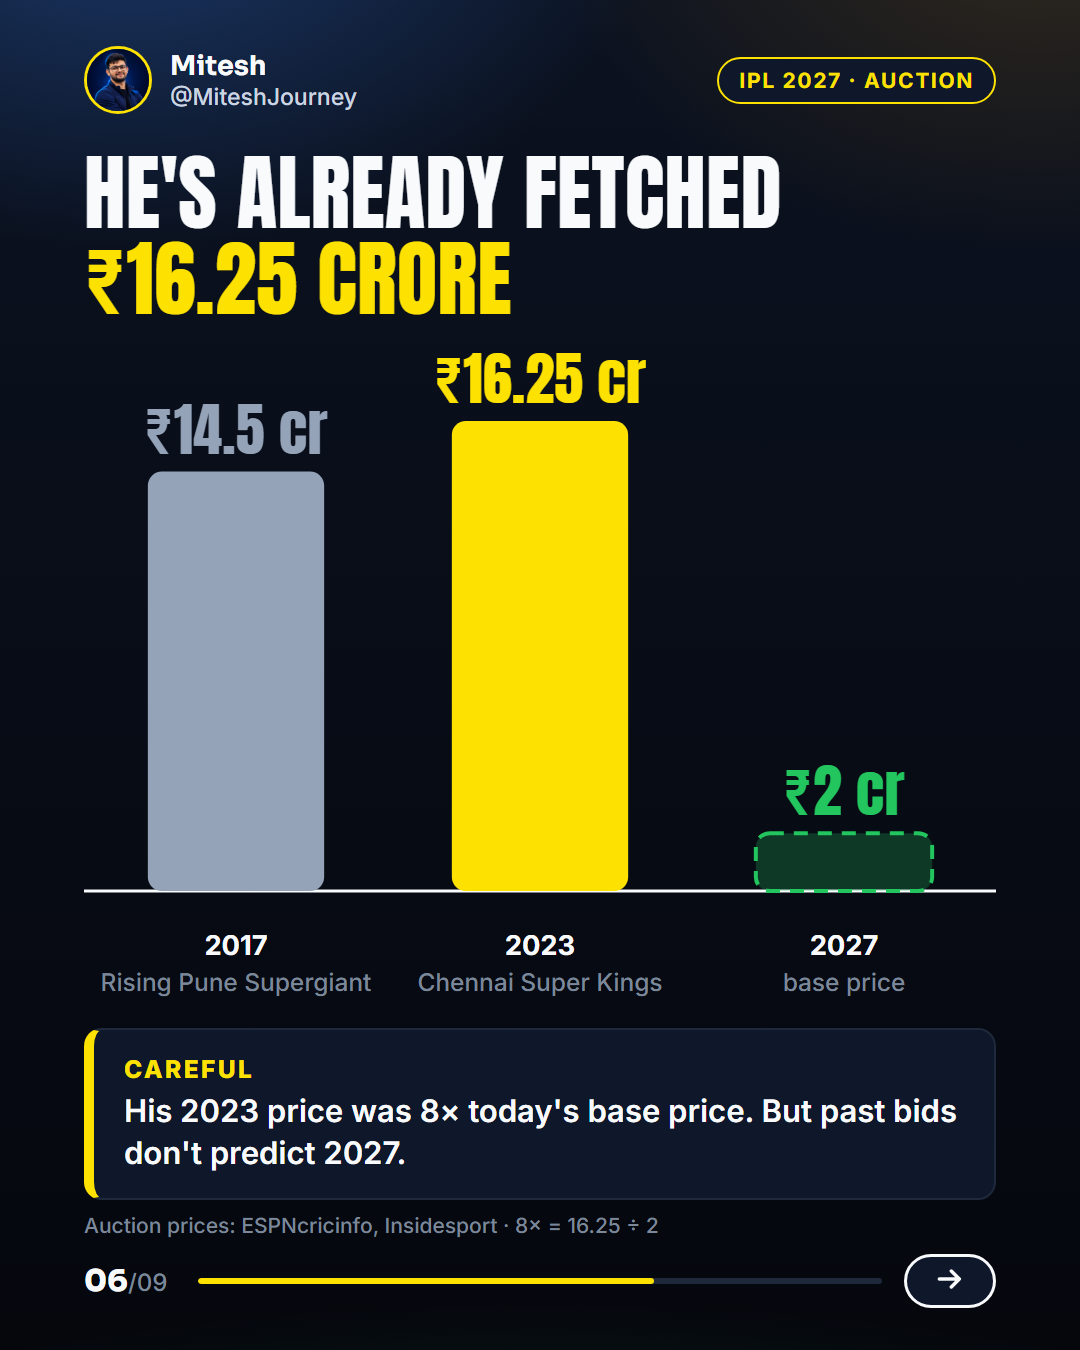 Mitesh
@MiteshJourney
IPL 2027 · AUCTION
HE'S ALREADY FETCHED
₹16.25 CRORE
₹14.5 cr
₹16.25 cr
₹2 cr
2017
Rising Pune Supergiant
2023
Chennai Super Kings
2027
base price
CAREFUL
His 2023 price was 8× today's base price. But past bids
don't predict 2027.
Auction prices: ESPNcricinfo, Insidesport · 8× = 16.25 ÷ 2
06/09
→